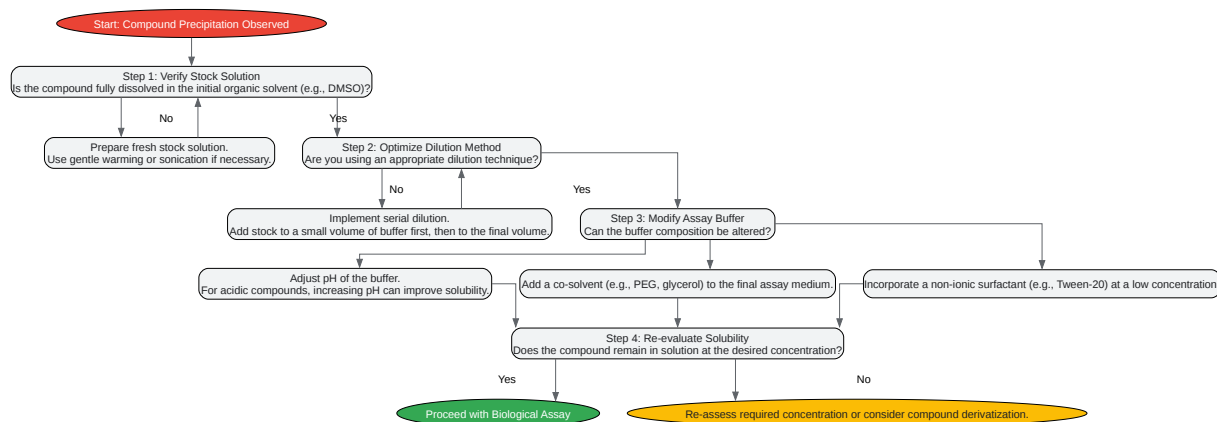 Start: Compound Precipitation Observed
Step 1: Verify Stock Solution
Is the compound fully dissolved in the initial organic solvent (e.g., DMSO)?
No
Yes
Prepare fresh stock solution.
Use gentle warming or sonication if necessary.
Step 2: Optimize Dilution Method
Are you using an appropriate dilution technique?
No
Yes
Implement serial dilution.
Add stock to a small volume of buffer first, then to the final volume.
Step 3: Modify Assay Buffer
Can the buffer composition be altered?
Adjust pH of the buffer.
For acidic compounds, increasing pH can improve solubility.
Add a co-solvent (e.g., PEG, glycerol) to the final assay medium.
Incorporate a non-ionic surfactant (e.g., Tween-20) at a low concentration
Step 4: Re-evaluate Solubility
Does the compound remain in solution at the desired concentration?
Yes
No
Proceed with Biological Assay
Re-assess required concentration or consider compound derivatization.